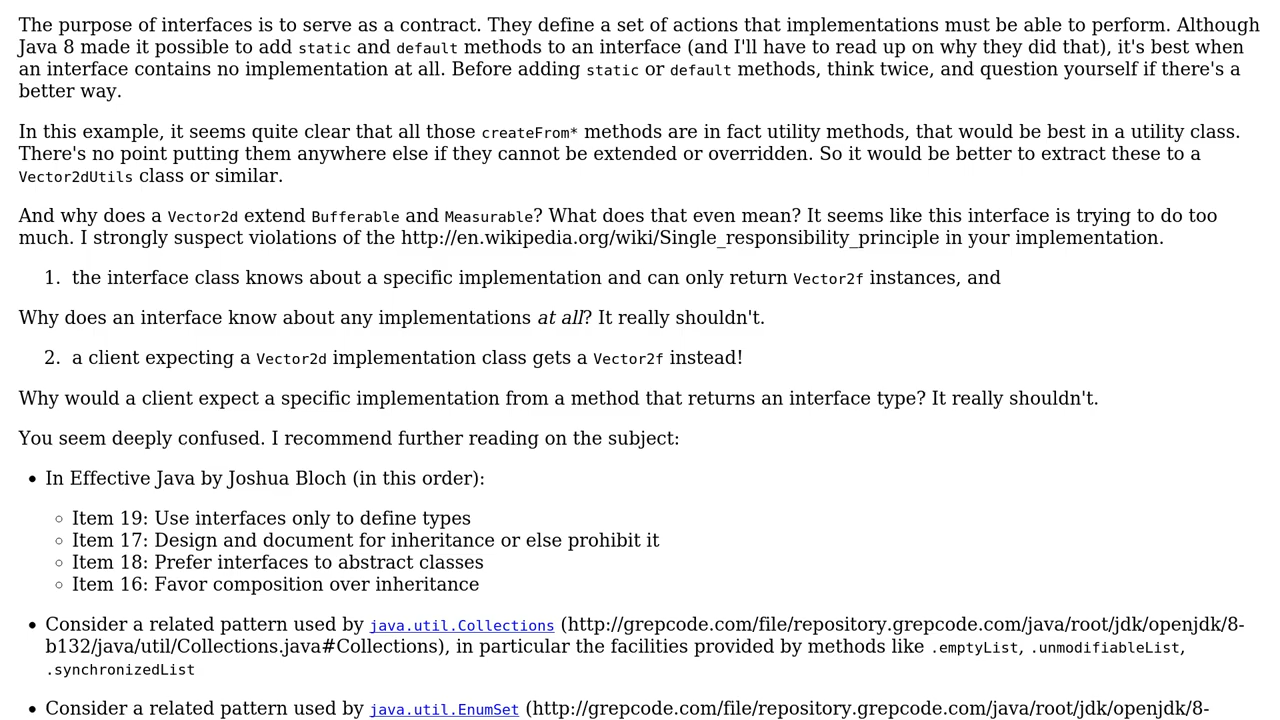 The purpose of interfaces is to serve as a contract. They define a set of actions that implementations must be able to perform. Although
Java 8 made it possible to add static and default methods to an interface (and I'll have to read up on why they did that), it's best when
an interface contains no implementation at all. Before adding static or default methods, think twice, and question yourself if there's a
better way.
In this example, it seems quite clear that all those createFrom* methods are in fact utility methods, that would be best in a utility class.
There's no point putting them anywhere else if they cannot be extended or overridden. So it would be better to extract these to a
Vector2dUtils class or similar.
And why does a Vector2d extend Bufferable and Measurable? What does that even mean? It seems like this interface is trying to do too
much. I strongly suspect violations of the http://en.wikipedia.org/wiki/Single_responsibility_principle in your implementation.
1. the interface class knows about a specific implementation and can only return Vector2f instances, and
Why does an interface know about any implementations at all? It really shouldn't.
2. a client expecting a Vector2d implementation class gets a Vector2f instead!
Why would a client expect a specific implementation from a method that returns an interface type? It really shouldn't.
You seem deeply confused. I recommend further reading on the subject:
• In Effective Java by Joshua Bloch (in this order):
◦ Item 19: Use interfaces only to define types
◦ Item 17: Design and document for inheritance or else prohibit it
◦ Item 18: Prefer interfaces to abstract classes
◦ Item 16: Favor composition over inheritance
• Consider a related pattern used by java.util.Collections (http://grepcode.com/file/repository.grepcode.com/java/root/jdk/openjdk/8-
b132/java/util/Collections.java#Collections), in particular the facilities provided by methods like .emptyList, .unmodifiableList,
.synchronizedList
• Consider a related pattern used by java.util.EnumSet (http://grepcode.com/file/repository.grepcode.com/java/root/jdk/openjdk/8-